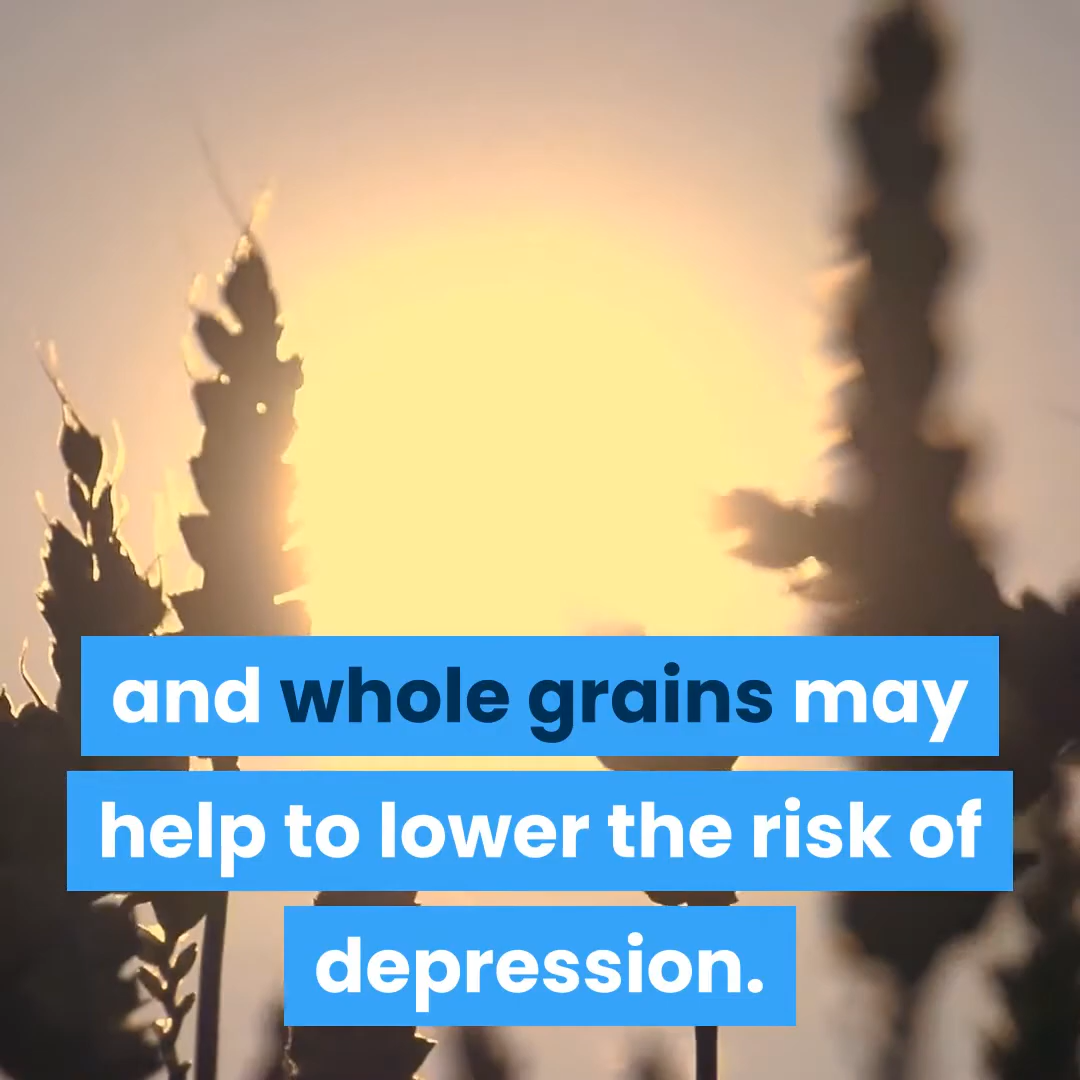 and whole grains may
help to lower the risk of
depression.